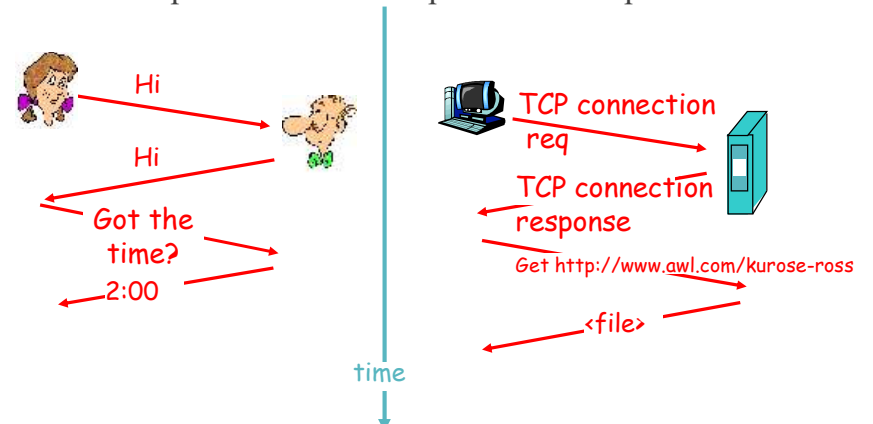 Hi
Hi
Got the
time?
2:00
TCP connection
req
TCP connection
response
Get http://www.awl.com/kurose-ross
<file>
time